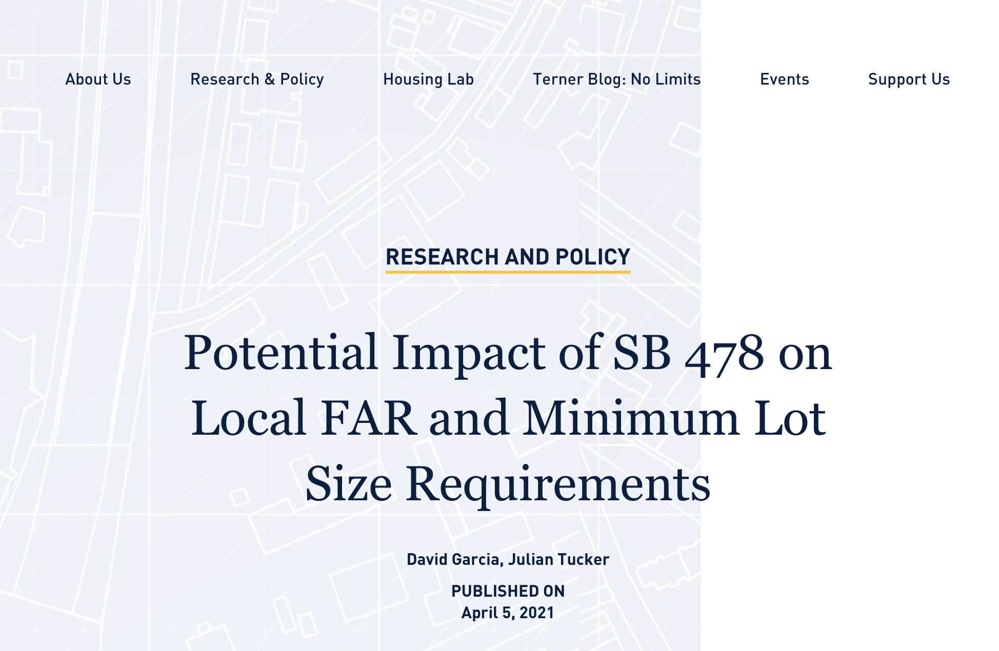 About Us Research & Policy Housing Lab Terner Blog: No Limits Events Support Us
RESEARCH AND POLICY
Potential Impact of SB 478 on
Local FAR and Minimum Lot
Size Requirements
David Garcia, Julian Tucker
PUBLISHED ON
April 5, 2021